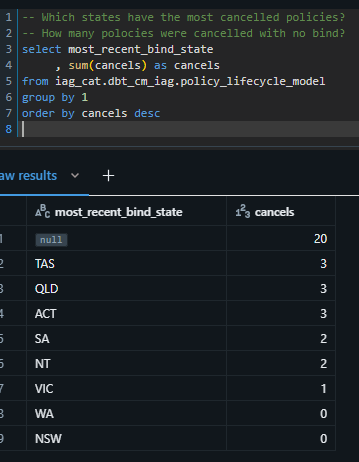 1 -- Which states have the most cancelled policies?
2 -- How many polocies were cancelled with no bind?
3 select most_recent_bind_state
4 , sum(cancels) as cancels
5 from iag_cat.dbt_cm_iag.policy_lifecycle_model
6 group by 1
7 order by cancels desc
8
aw results +
ABC most_recent_bind_state 123 cancels
1 null 20
2 TAS 3
3 QLD 3
4 ACT 3
5 SA 2
6 NT 2
7 VIC 1
8 WA 0
9 NSW 0